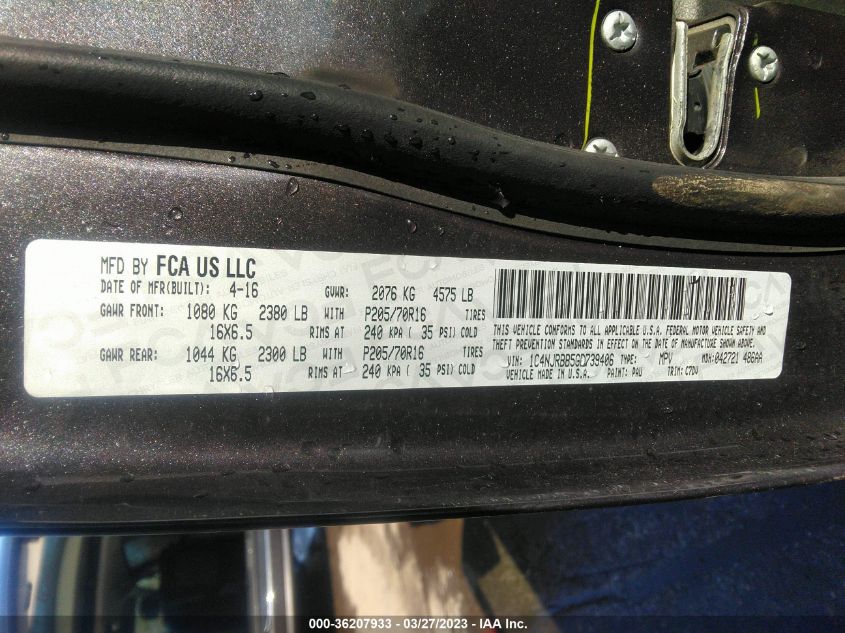 MFD BY FCA US LLC
DATE OF MFR(BUILT): 4-16 GVWR: 2076 KG 4575 LB
GAWR FRONT: 1080 KG 2380 LB WITH P205/70R16 TIRES
16X6.5 RIMS AT 240 KPA ( 35 PSI) COLD
GAWR REAR: 1044 KG 2300 LB WITH P205/70R16 TIRES
16X6.5 RIMS AT 240 KPA ( 35 PSI) COLD
THIS VEHICLE CONFORMS TO ALL APPLICABLE U.S.A. FEDERAL MOTOR VEHICLE SAFETY AND
THEFT PREVENTION STANDARDS IN EFFECT ON THE DATE OF MANUFACTURE SHOWN ABOVE.
VIN: 1C4NJRBB5GD739406 TYPE: MPV MDH: 042721 486AA
VEHICLE MADE IN U.S.A. PAINT: PAU TRIM: C7DV
000-36207933 - 03/27/2023 - IAA Inc.